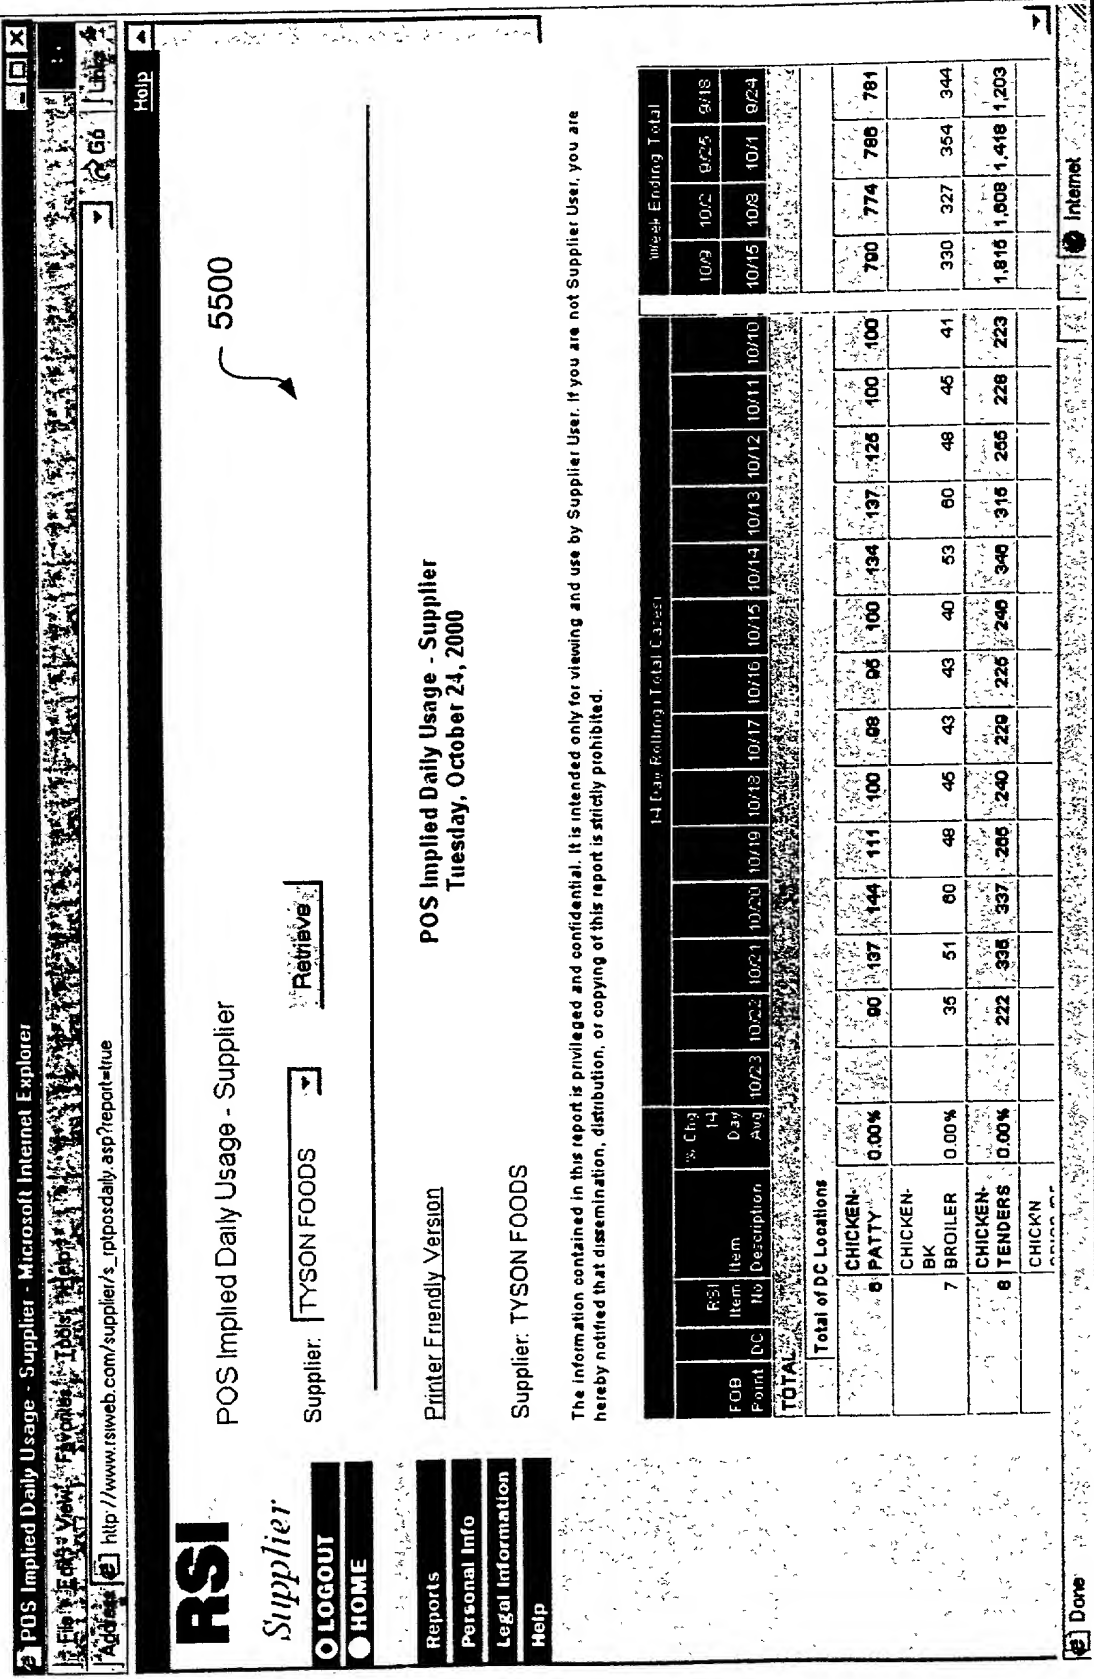 POS Implied Daily Usage - Supplier - Microsoft Internet Explorer
File Edit View Favorites Tools Help
Address http://www.rsiweb.com/supplier/s_rptposdaily.asp?report=true Go Links
Help
RSI
Supplier
LOGOUT
HOME
Reports
Personal Info
Legal Information
Help
POS Implied Daily Usage - Supplier
5500
Supplier: TYSON FOODS Retrieve
Printer Friendly Version
POS Implied Daily Usage - Supplier
Tuesday, October 24, 2000
Supplier: TYSON FOODS
The information contained in this report is privileged and confidential. It is intended only for viewing and use by Supplier User. If you are not Supplier User, you are
hereby notified that dissemination, distribution, or copying of this report is strictly prohibited.
14 Day Rolling (Total Cases) Week Ending Total
% Chg
RSI 14 10/9 10/2 9/25 9/18
FOB Item Item Day
Point DC No Description Avg 10/23 10/22 10/21 10/20 10/19 10/18 10/17 10/16 10/15 10/14 10/13 10/12 10/11 10/10 10/15 10/8 10/1 9/24
TOTAL
Total of DC Locations
CHICKEN-
6 PATTY 0.00% 90 137 144 111 100 98 95 100 134 137 125 100 100 790 774 786 781
CHICKEN-
BK
7 BROILER 0.00% 35 51 60 48 45 43 43 40 53 60 48 45 41 330 327 354 344
CHICKEN-
8 TENDERS 0.00% 222 335 337 265 240 229 225 246 346 315 255 228 223 1,815 1,608 1,418 1,203
CHICK'N
Done Internet